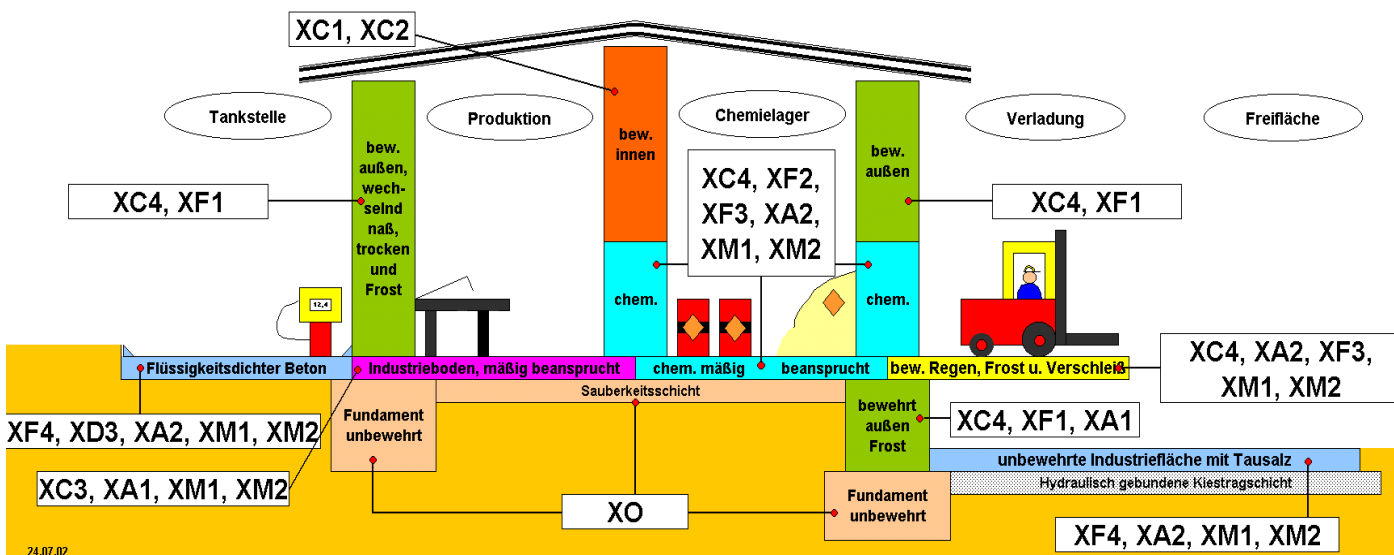 XC1, XC2
Tankstelle
Produktion
Chemielager
Verladung
Freifläche
bew.
außen,
wech-
selnd
naß,
trocken
und
Frost
bew.
innen
bew.
außen
XC4, XF1
XC4, XF2,
XF3, XA2,
XM1, XM2
XC4, XF1
12,4
chem.
chem.
Flüssigkeitsdichter Beton
Industrieboden, mäßig beansprucht
chem. mäßig
beansprucht
bew. Regen, Frost u. Verschleiß
XC4, XA2, XF3,
XM1, XM2
Sauberkeitsschicht
Fundament
unbewehrt
bewehrt
außen
Frost
XC4, XF1, XA1
XF4, XD3, XA2, XM1, XM2
unbewehrte Industriefläche mit Tausalz
Hydraulisch gebundene Kiestragschicht
XC3, XA1, XM1, XM2
Fundament
unbewehrt
XO
XF4, XA2, XM1, XM2
24.07.02